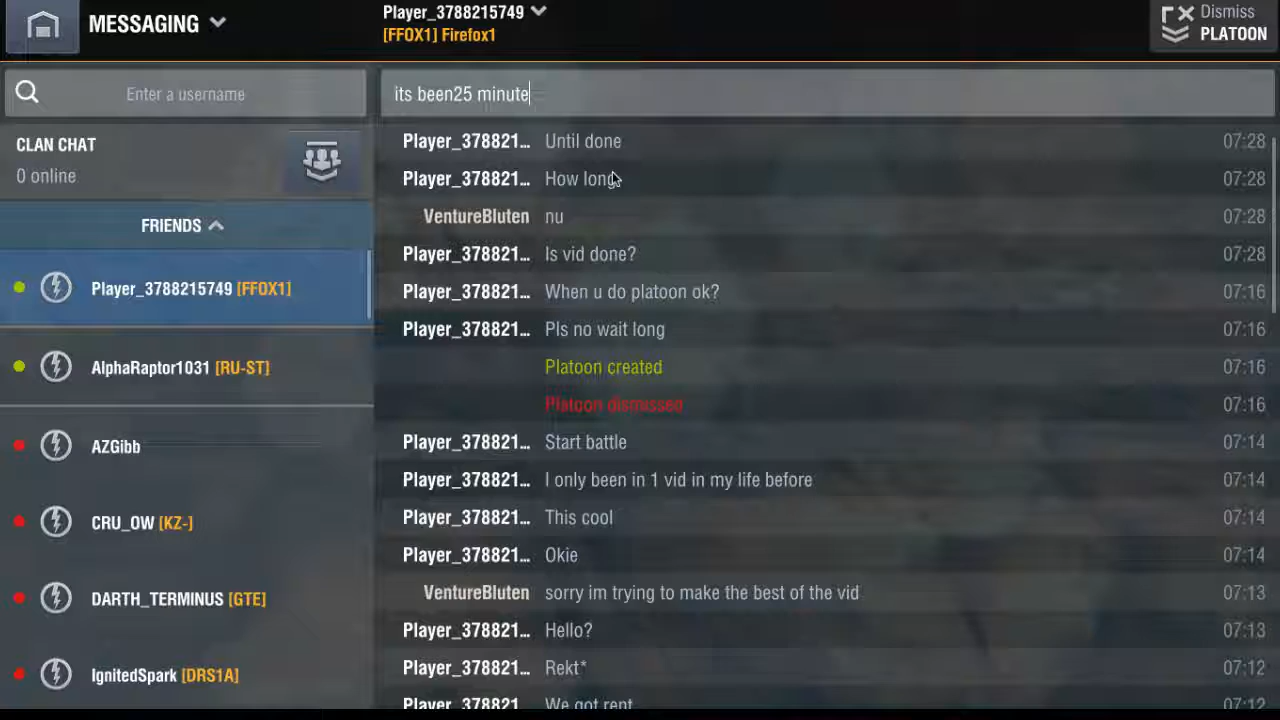 MESSAGING
Player_3788215749
[FFOX1] Firefox1
Dismiss
PLATOON
Enter a username
its been25 minute
CLAN CHAT
0 online
FRIENDS
Player_3788215749 [FFOX1]
AlphaRaptor1031 [RU-ST]
AZGibb
CRU_OW [KZ-]
DARTH_TERMINUS [GTE]
IgnitedSpark [DRS1A]
Player_378821... Until done 07:28
Player_378821... How long 07:28
VentureBluten nu 07:28
Player_378821... Is vid done? 07:28
Player_378821... When u do platoon ok? 07:16
Player_378821... Pls no wait long 07:16
Platoon created 07:16
Platoon dismissed 07:16
Player_378821... Start battle 07:14
Player_378821... I only been in 1 vid in my life before 07:14
Player_378821... This cool 07:14
Player_378821... Okie 07:14
VentureBluten sorry im trying to make the best of the vid 07:13
Player_378821... Hello? 07:13
Player_378821... Rekt* 07:12
Player_378821... We got rent 07:12